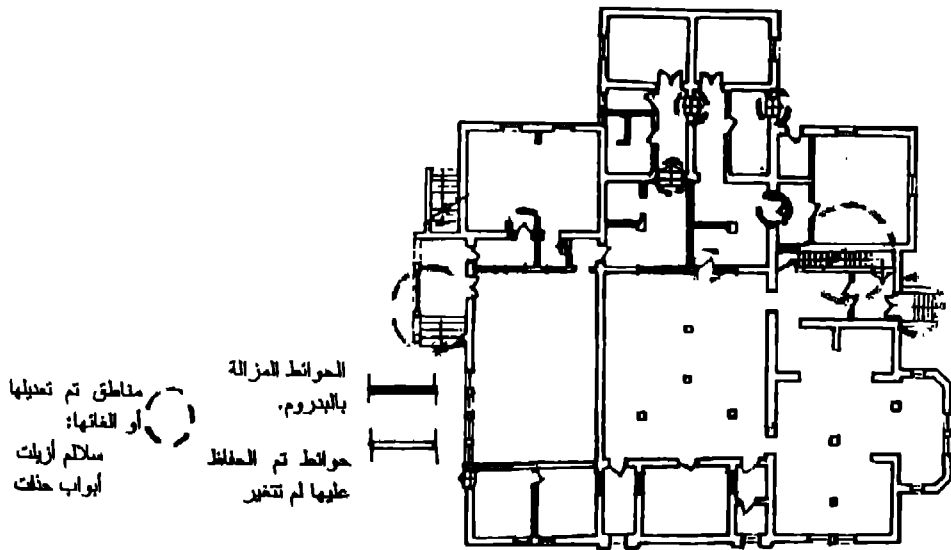 الحوائط المزالة
بالبدروم.
حوائط تم الحفاظ
عليها لم تتغير
مناطق تم تعديلها
أو الغائها:
سلالم أزيلت
أبواب حذفت